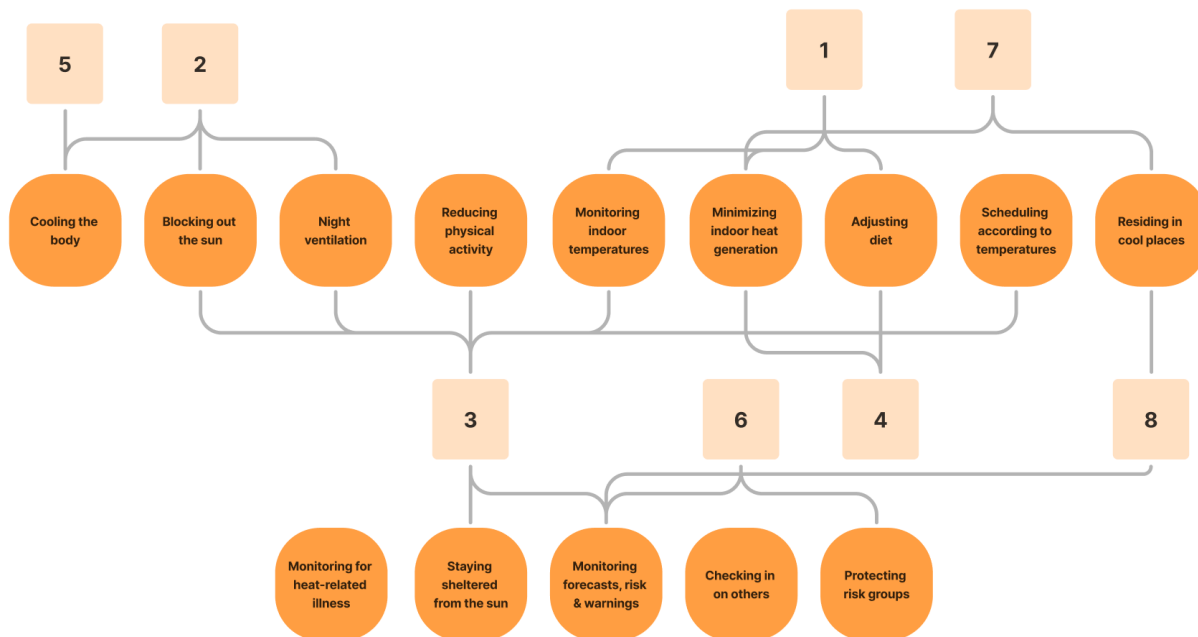 5
2
1
7
Cooling the
body
Blocking out
the sun
Night
ventilation
Reducing
physical
activity
Monitoring
indoor
temperatures
Minimizing
indoor heat
generation
Adjusting
diet
Scheduling
according to
temperatures
Residing in
cool places
3
6
4
8
Monitoring for
heat-related
illness
Staying
sheltered
from the sun
Monitoring
forecasts, risk
& warnings
Checking in
on others
Protecting
risk groups